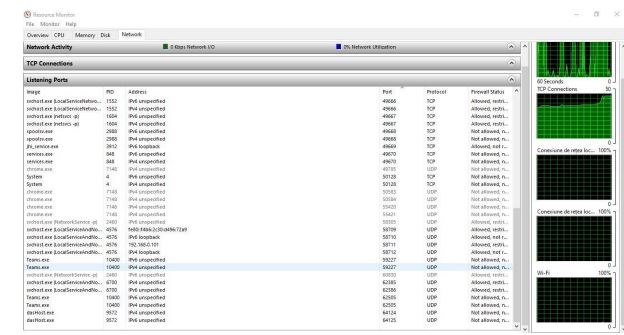 Resource Monitor
File Monitor Help
Overview CPU Memory Disk Network
Network Activity 0 Kbps Network I/O 0% Network Utilization
TCP Connections
Listening Ports
Image PID Address Port Protocol Firewall Status
svchost.exe (LocalServiceNetwo... 1552 IPv4 unspecified 49666 TCP Allowed, restri...
svchost.exe (LocalServiceNetwo... 1552 IPv6 unspecified 49666 TCP Allowed, restri...
svchost.exe (netsvcs -p) 1604 IPv6 unspecified 49667 TCP Allowed, restri...
svchost.exe (netsvcs -p) 1604 IPv4 unspecified 49667 TCP Allowed, restri...
spoolsv.exe 2988 IPv6 unspecified 49668 TCP Not allowed, n...
spoolsv.exe 2988 IPv4 unspecified 49668 TCP Not allowed, n...
jhi_service.exe 3912 IPv6 loopback 49669 TCP Allowed, not r...
services.exe 848 IPv6 unspecified 49670 TCP Not allowed, n...
services.exe 848 IPv4 unspecified 49670 TCP Not allowed, n...
chrome.exe 7148 IPv4 unspecified 49785 UDP Not allowed, n...
System 4 IPv6 unspecified 50128 TCP Not allowed, n...
System 4 IPv4 unspecified 50128 TCP Not allowed, n...
chrome.exe 7148 IPv4 unspecified 50583 UDP Not allowed, n...
chrome.exe 7148 IPv4 unspecified 50584 UDP Not allowed, n...
chrome.exe 7148 IPv4 unspecified 55420 UDP Not allowed, n...
chrome.exe 7148 IPv4 unspecified 55421 UDP Not allowed, n...
svchost.exe (NetworkService -p) 2460 IPv4 unspecified 58505 UDP Allowed, restri...
svchost.exe (LocalServiceAndNo... 4576 58709 UDP Allowed, restri...
svchost.exe (LocalServiceAndNo... 4576 IPv6 loopback 58710 UDP Allowed, not r...
svchost.exe (LocalServiceAndNo... 4576 192.168.0.101 58711 UDP Allowed, restri...
svchost.exe (LocalServiceAndNo... 4576 IPv4 loopback 58712 UDP Allowed, not r...
Teams.exe 10400 IPv4 unspecified 59227 UDP Not allowed, n...
Teams.exe 10400 IPv6 unspecified 59227 UDP Not allowed, n...
svchost.exe (NetworkService -p) 2460 IPv4 unspecified UDP Allowed, restri...
svchost.exe (LocalServiceAndNo... 6700 IPv4 unspecified 62385 UDP Allowed, restri...
svchost.exe (LocalServiceAndNo... 6700 IPv6 unspecified 62386 UDP Allowed, restri...
Teams.exe 10400 IPv6 unspecified 62505 UDP Not allowed, n...
Teams.exe 10400 IPv4 unspecified 62505 UDP Not allowed, n...
dasHost.exe 9572 IPv4 unspecified 64124 UDP Not allowed, n...
dasHost.exe 9572 IPv6 unspecified 64125 UDP Not allowed, n...
60 Seconds 0
TCP Connections 50
0
Conexiune de rețea loc... 100%
0
Conexiune de rețea loc... 100%
0
Wi-Fi 100%
0